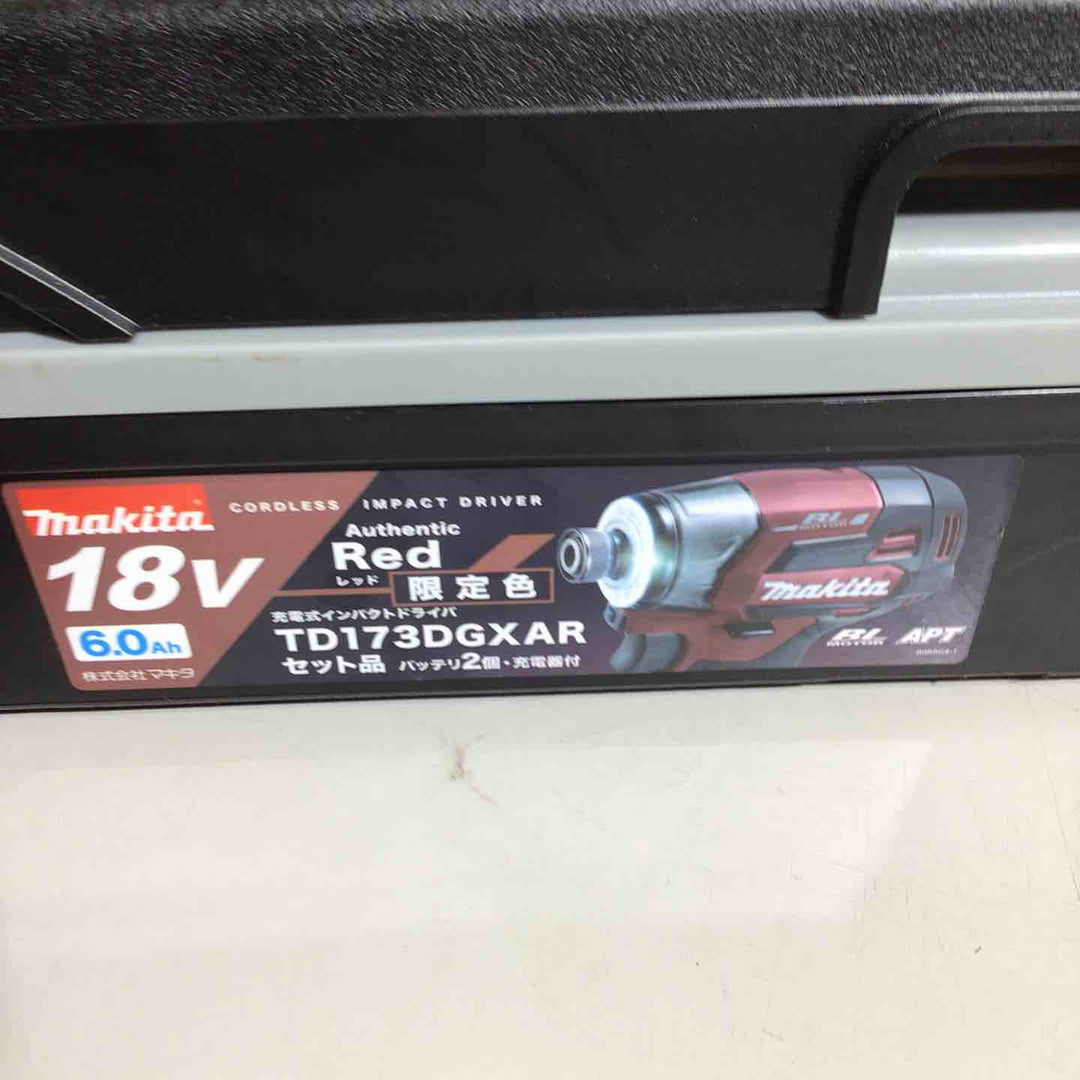 makita
CORDLESS IMPACT DRIVER
18V
6.0Ah
株式会社マキタ
Authentic
Red
レッド
限定色
充電式インパクトドライバ
TD173DGXAR
セット品 バッテリ2個・充電器付
BL
MOTOR
makita
BL
MOTOR
APT